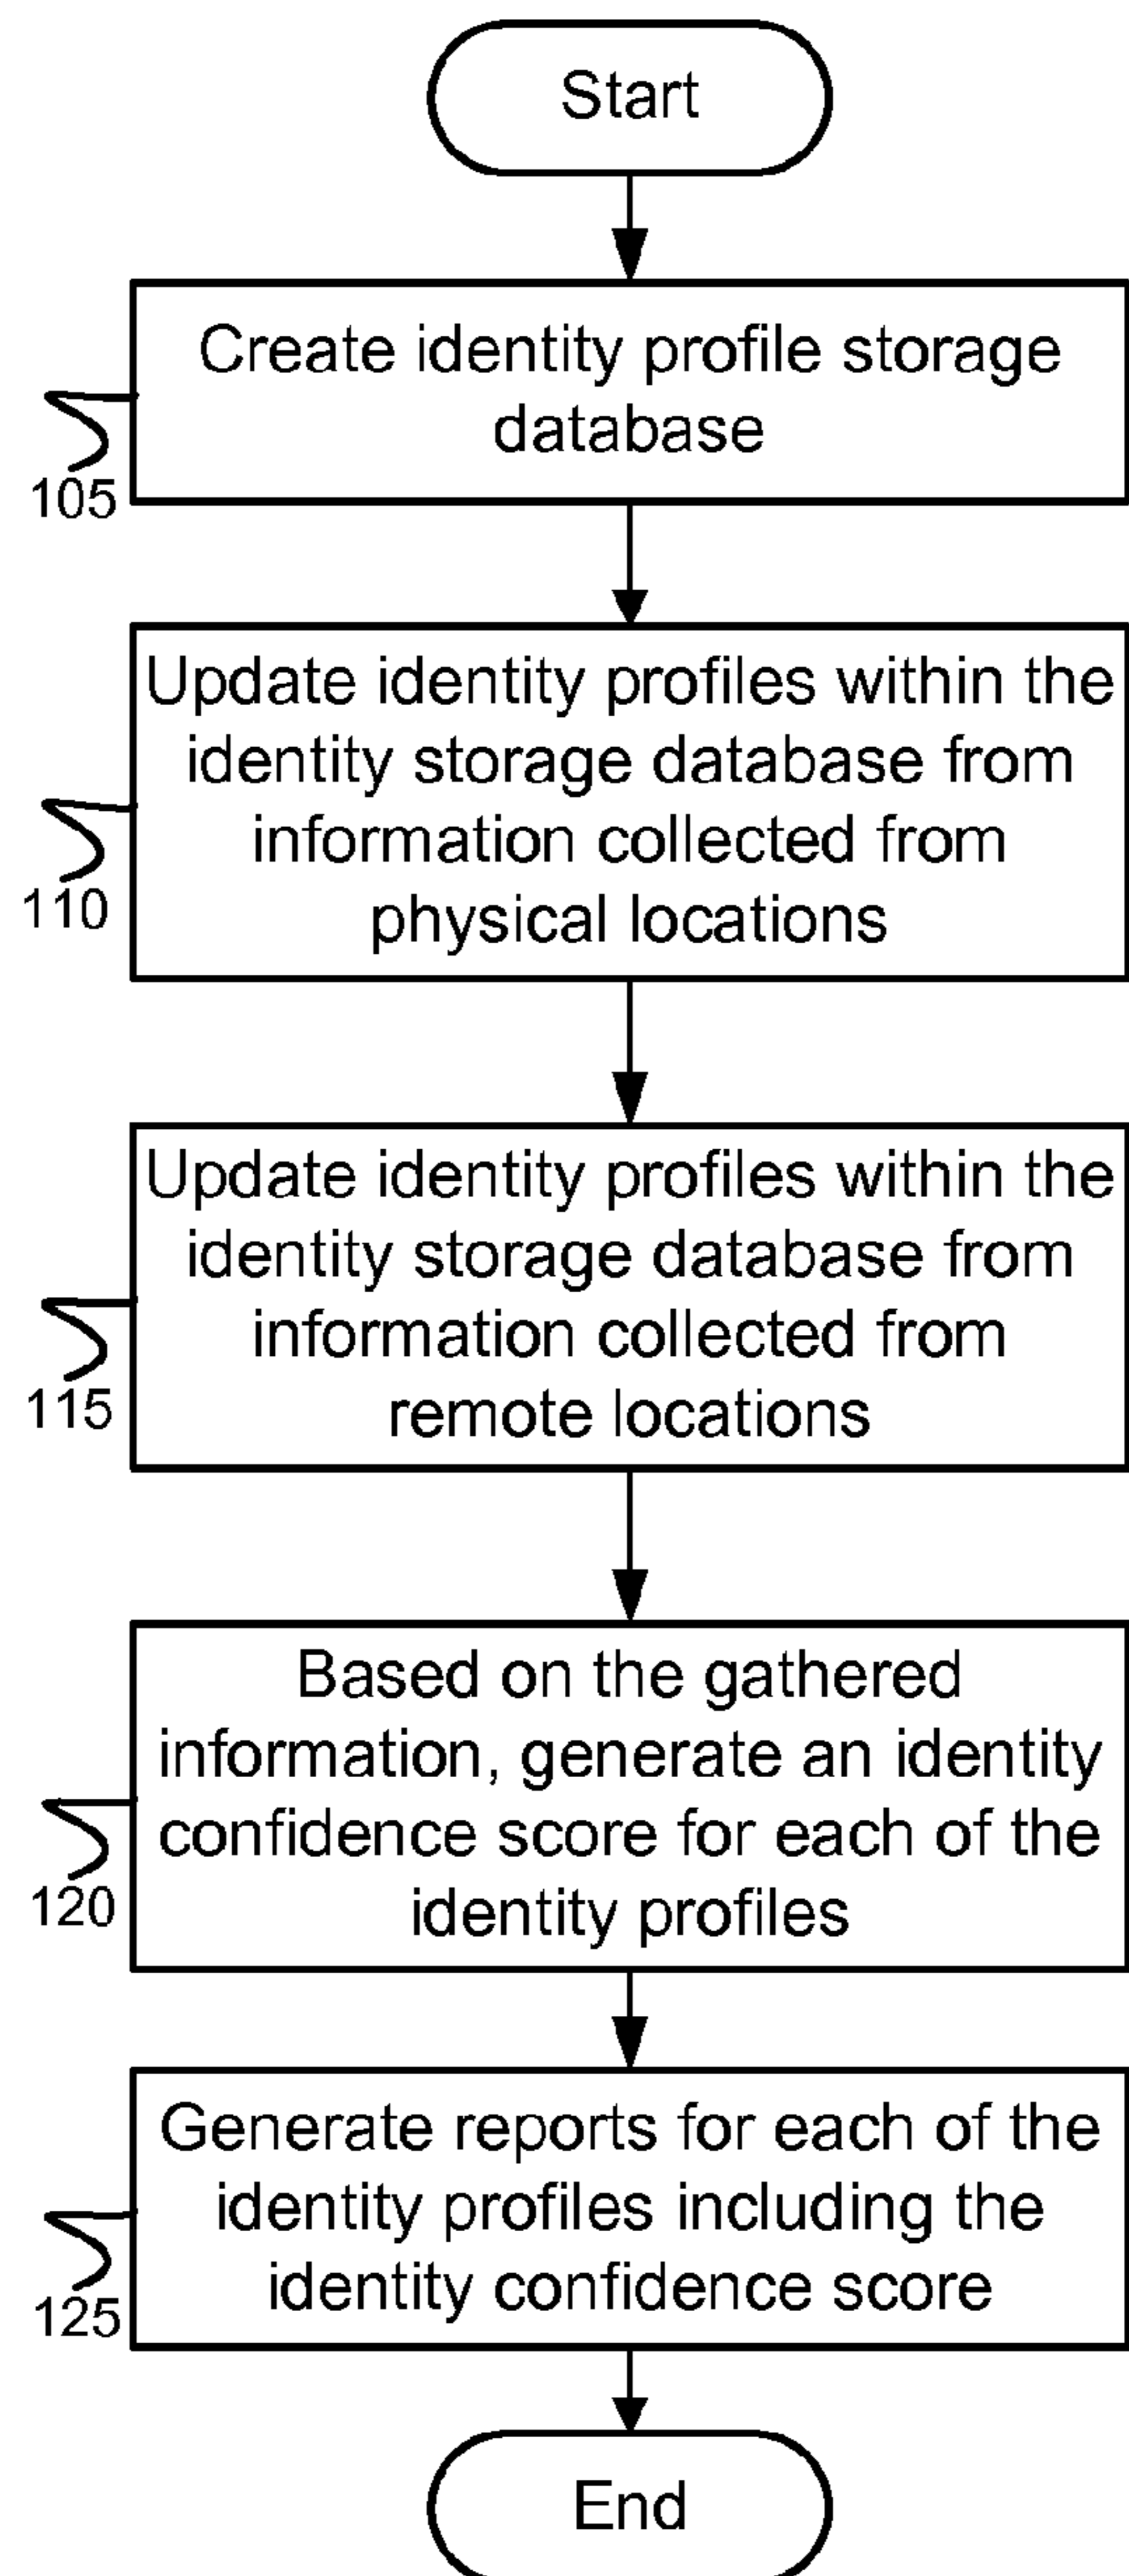 Start
Create identity profile storage
database
105
Update identity profiles within the
identity storage database from
information collected from
physical locations
110
Update identity profiles within the
identity storage database from
information collected from
remote locations
115
Based on the gathered
information, generate an identity
confidence score for each of the
identity profiles
120
Generate reports for each of the
identity profiles including the
identity confidence score
125
End